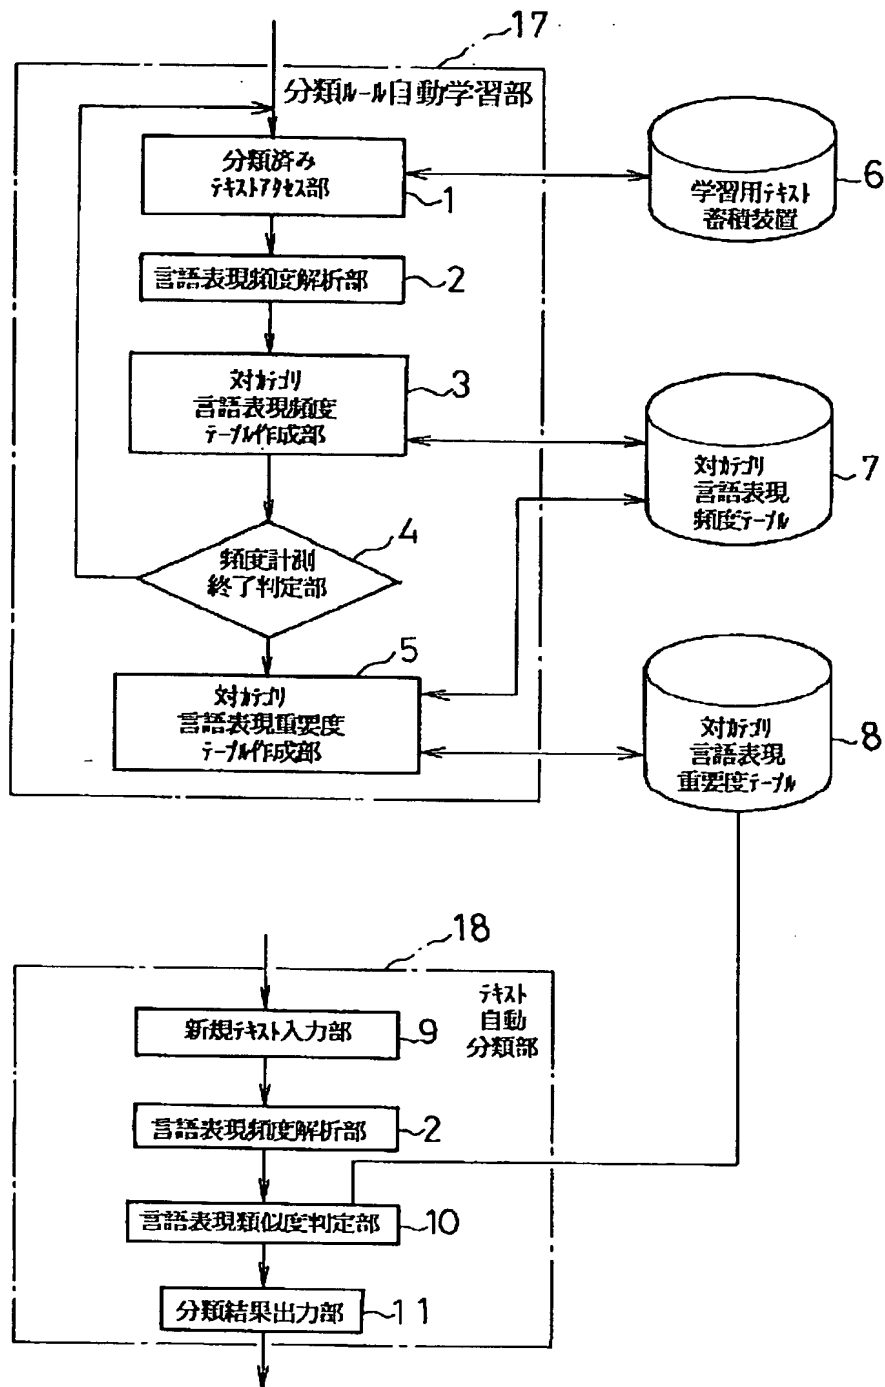 17
分類ルール自動学習部
分類済み
テキストアクセス部
1
学習用テキスト
蓄積装置
6
言語表現頻度解析部
2
対カテゴリ
言語表現頻度
テーブル作成部
3
対カテゴリ
言語表現
頻度テーブル
7
頻度計測
終了判定部
4
対カテゴリ
言語表現重要度
テーブル作成部
5
対カテゴリ
言語表現
重要度テーブル
8
18
テキスト
自動
分類部
新規テキスト入力部
9
言語表現頻度解析部
2
言語表現類似度判定部
10
分類結果出力部
11